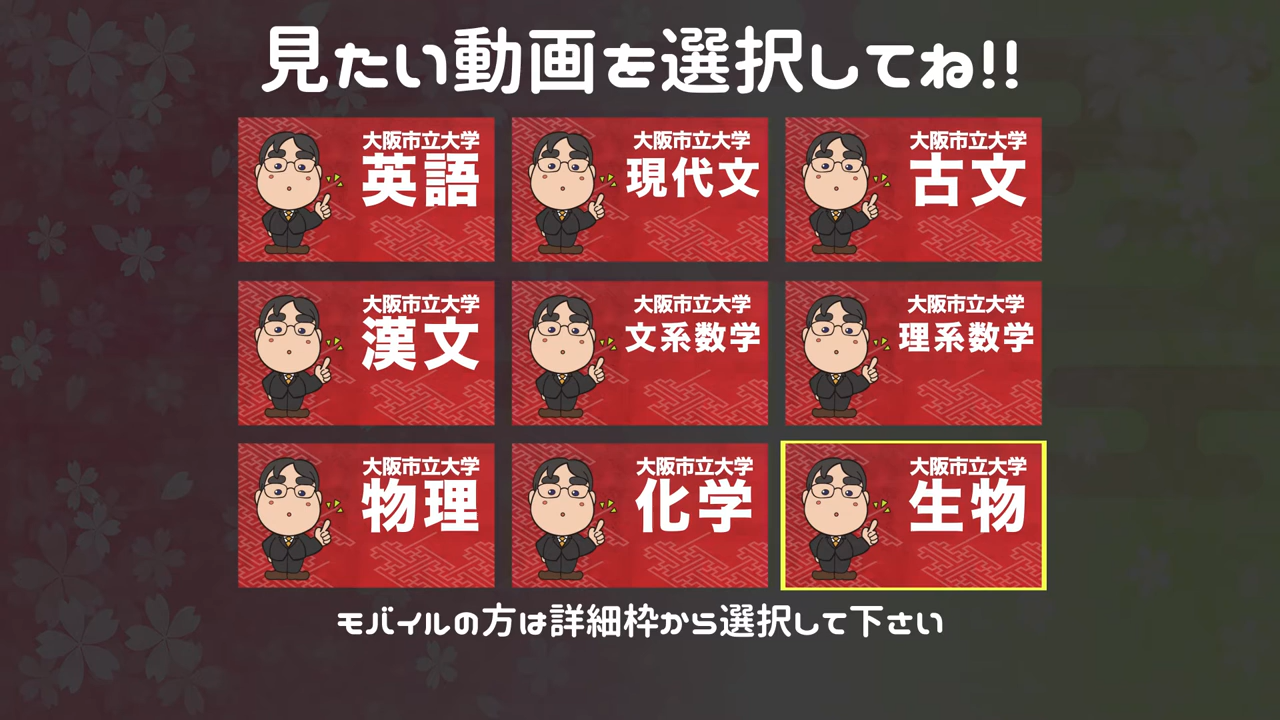 見たい動画を選択してね!!
大阪市立大学
英語
大阪市立大学
現代文
大阪市立大学
古文
大阪市立大学
漢文
大阪市立大学
文系数学
大阪市立大学
理系数学
大阪市立大学
物理
大阪市立大学
化学
大阪市立大学
生物
モバイルの方は詳細枠から選択して下さい